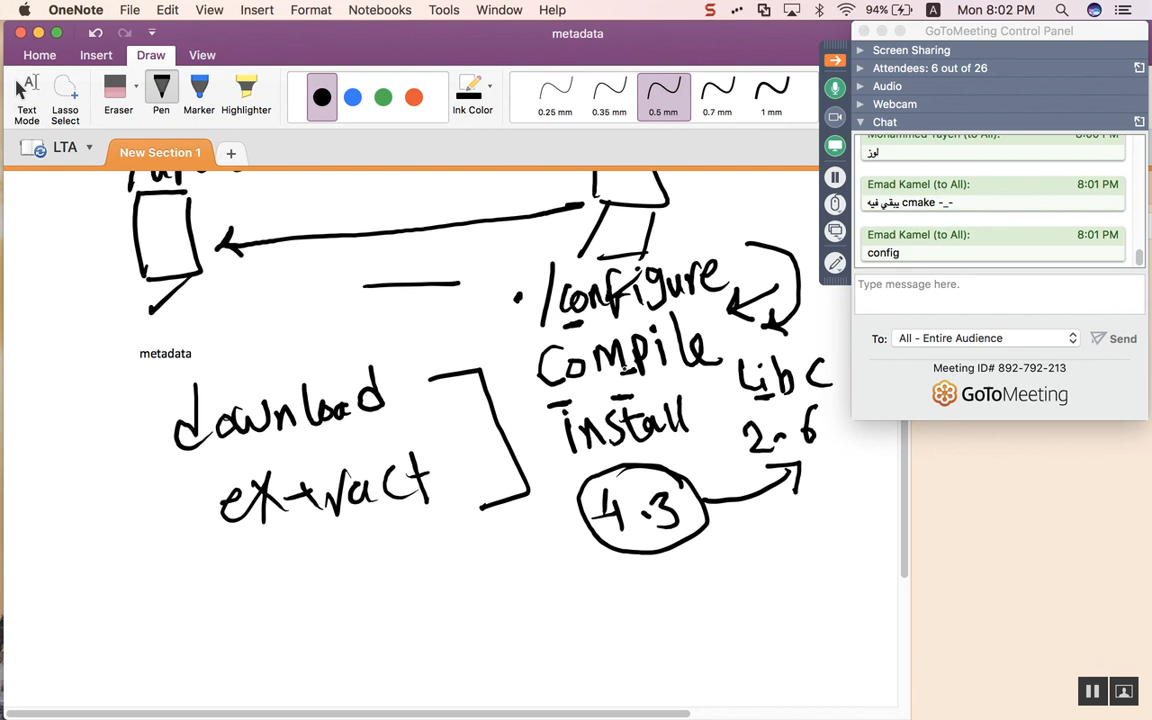 OneNote File Edit View Insert Format Notebooks Tools Window Help 94% A Mon 8:02 PM
metadata
GoToMeeting Control Panel
Home Insert Draw View
Screen Sharing
Attendees: 6 out of 26
Audio
Webcam
Chat
Text Mode
Lasso Select
Eraser
Pen
Marker
Highlighter
Ink Color
0.25 mm
0.35 mm
0.5 mm
0.7 mm
1 mm
LTA
New Section 1
لوز
Emad Kamel (to All): 8:01 PM
يبقي فيه cmake -_-
Emad Kamel (to All): 8:01 PM
config
Type message here.
To: All - Entire Audience Send
Meeting ID# 892-792-213
GoToMeeting
./configure
Compile
install
4.3
LibC
2.6
metadata
download
extract